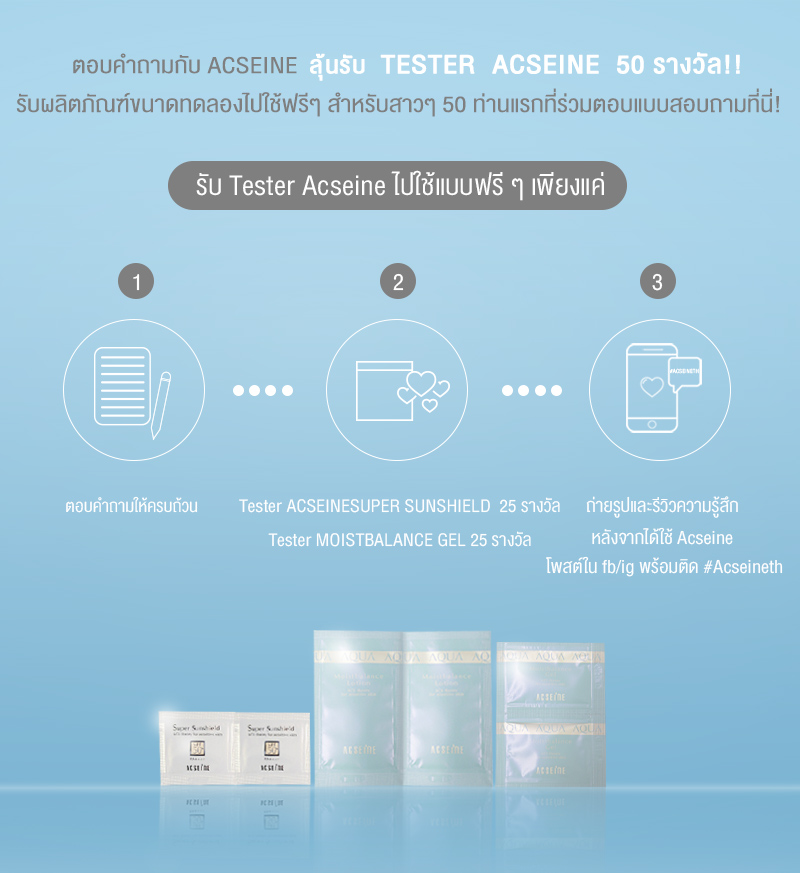 ตอบคำถามกับ ACSEINE ลุ้นรับ TESTER ACSEINE 50 รางวัล!!
รับผลิตภัณฑ์ขนาดทดลองไปใช้ฟรีๆ สำหรับสาวๆ 50 ท่านแรกที่ร่วมตอบแบบสอบถามที่นี่!
รับ Tester Acseine ไปใช้แบบฟรี ๆ เพียงแค่
1
2
3
#ACSEINETH
ตอบคำถามให้ครบถ้วน
Tester ACSEINESUPER SUNSHIELD 25 รางวัล
Tester MOISTBALANCE GEL 25 รางวัล
ถ่ายรูปและรีวิวความรู้สึก
หลังจากได้ใช้ Acseine
โพสต์ใน fb/ig พร้อมติด #Acseineth
AQUA AQUA AQ
AQUA AQUA AQ
Super Sunshield Super Sunshield
ACSEINE ACSEINE
ACSEINE ACSEINE
ACSEINE
AQUA AQUA
ACSEINE